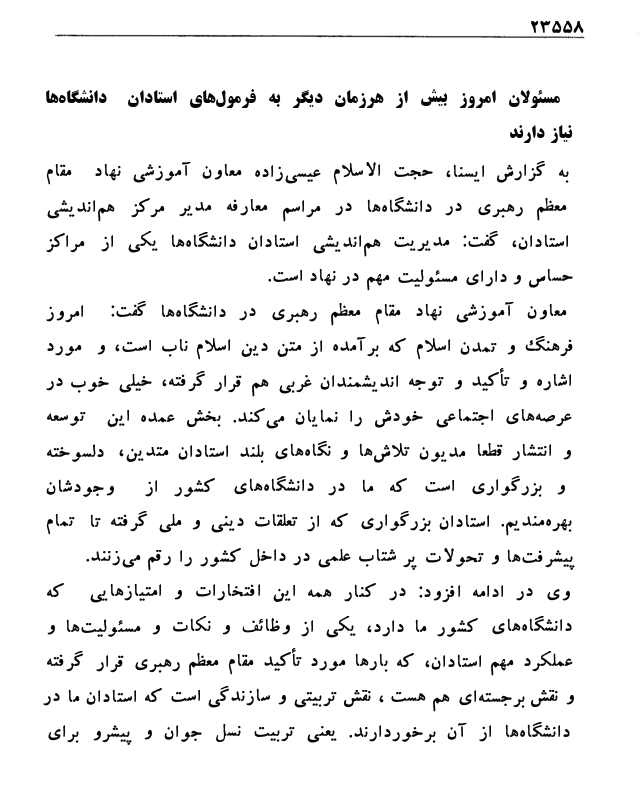 ۲۳۵۵۸
مسئولان امروز بیش از هرزمان دیگر به فرمول‌های استادان دانشگاه‌ها
نیاز دارند
به گزارش ایسنا، حجت الاسلام عیسی‌زاده معاون آموزشی نهاد مقام
معظم رهبری در دانشگاه‌ها در مراسم معارفه مدیر مرکز هم‌اندیشی
استادان، گفت: مدیریت هم‌اندیشی استادان دانشگاه‌ها یکی از مراکز
حساس و دارای مسئولیت مهم در نهاد است.
معاون آموزشی نهاد مقام معظم رهبری در دانشگاه‌ها گفت: امروز
فرهنگ و تمدن اسلام که برآمده از متن دین اسلام ناب است، و مورد
اشاره و تأکید و توجه اندیشمندان غربی هم قرار گرفته، خیلی خوب در
عرصه‌های اجتماعی خودش را نمایان می‌کند. بخش عمده این توسعه
و انتشار قطعا مدیون تلاش‌ها و نگاه‌های بلند استادان متدین، دلسوخته
و بزرگواری است که ما در دانشگاه‌های کشور از وجودشان
بهره‌مندیم. استادان بزرگواری که از تعلقات دینی و ملی گرفته تا تمام
پیشرفت‌ها و تحولات پر شتاب علمی در داخل کشور را رقم می‌زنند.
وی در ادامه افزود: در کنار همه این افتخارات و امتیازهایی که
دانشگاه‌های کشور ما دارد، یکی از وظائف و نکات و مسئولیت‌ها و
عملکرد مهم استادان، که بارها مورد تأکید مقام معظم رهبری قرار گرفته
و نقش برجسته‌ای هم هست ، نقش تربیتی و سازندگی است که استادان ما در
دانشگاه‌ها از آن برخوردارند. یعنی تربیت نسل جوان و پیشرو برای